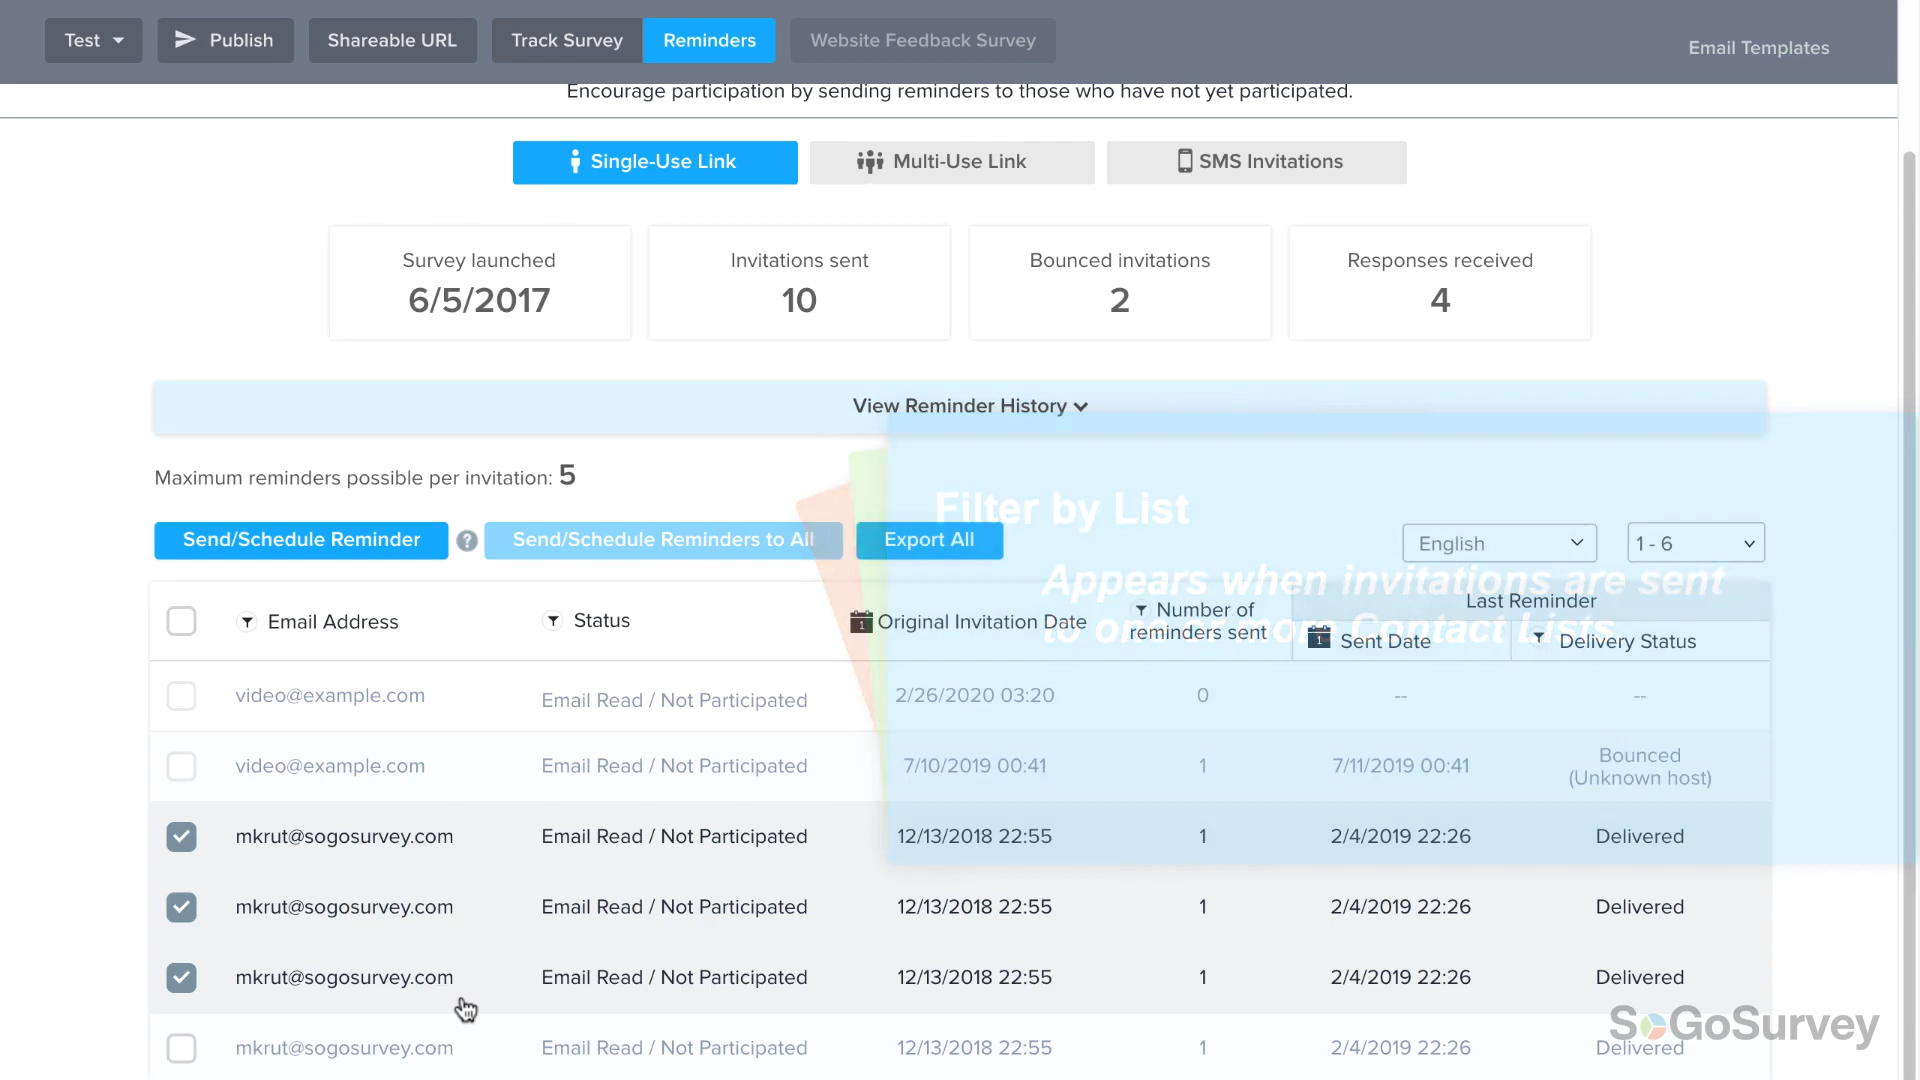 Test
Publish
Shareable URL
Track Survey
Reminders
Website Feedback Survey
Email Templates
Encourage participation by sending reminders to those who have not yet participated.
Single-Use Link
Multi-Use Link
SMS Invitations
Survey launched
6/5/2017
Invitations sent
10
Bounced invitations
2
Responses received
4
View Reminder History
Maximum reminders possible per invitation: 5
Filter by List
Appears when invitations are sent
to one or more Contact Lists.
Send/Schedule Reminder
?
Send/Schedule Reminders to All
Export All
English
1 - 6
Email Address
Status
1
Original Invitation Date
Number of
reminders sent
Last Reminder
1
Sent Date
Delivery Status
video@example.com Email Read / Not Participated 2/26/2020 03:20 0 -- --
video@example.com Email Read / Not Participated 7/10/2019 00:41 1 7/11/2019 00:41 Bounced
(Unknown host)
mkrut@sogosurvey.com Email Read / Not Participated 12/13/2018 22:55 1 2/4/2019 22:26 Delivered
mkrut@sogosurvey.com Email Read / Not Participated 12/13/2018 22:55 1 2/4/2019 22:26 Delivered
mkrut@sogosurvey.com Email Read / Not Participated 12/13/2018 22:55 1 2/4/2019 22:26 Delivered
mkrut@sogosurvey.com Email Read / Not Participated 12/13/2018 22:55 1 2/4/2019 22:26 Delivered
SoGoSurvey